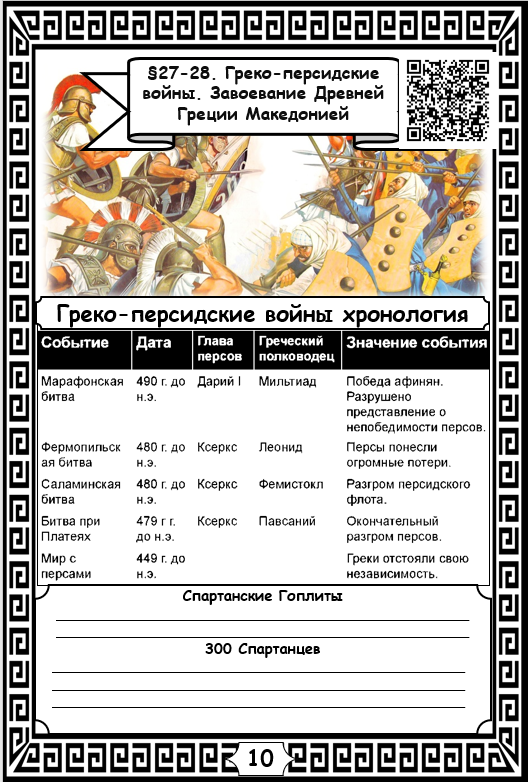 §27-28. Греко-персидские
войны. Завоевание Древней
Греции Македонией
Греко-персидские войны хронология
Событие Дата Глава персов Греческий полководец Значение события
Марафонская битва 490 г. до н.э. Дарий I Мильтиад Победа афинян. Разрушено представление о непобедимости персов.
Фермопильск ая битва 480 г. до н.э. Ксеркс Леонид Персы понесли огромные потери.
Саламинская битва 480 г. до н.э. Ксеркс Фемистокл Разгром персидского флота.
Битва при Платеях 479 г г. до н.э. Ксеркс Павсаний Окончательный разгром персов.
Мир с персами 449 г. до н.э. Греки отстояли свою независимость.
Спартанские Гоплиты
300 Спартанцев
10